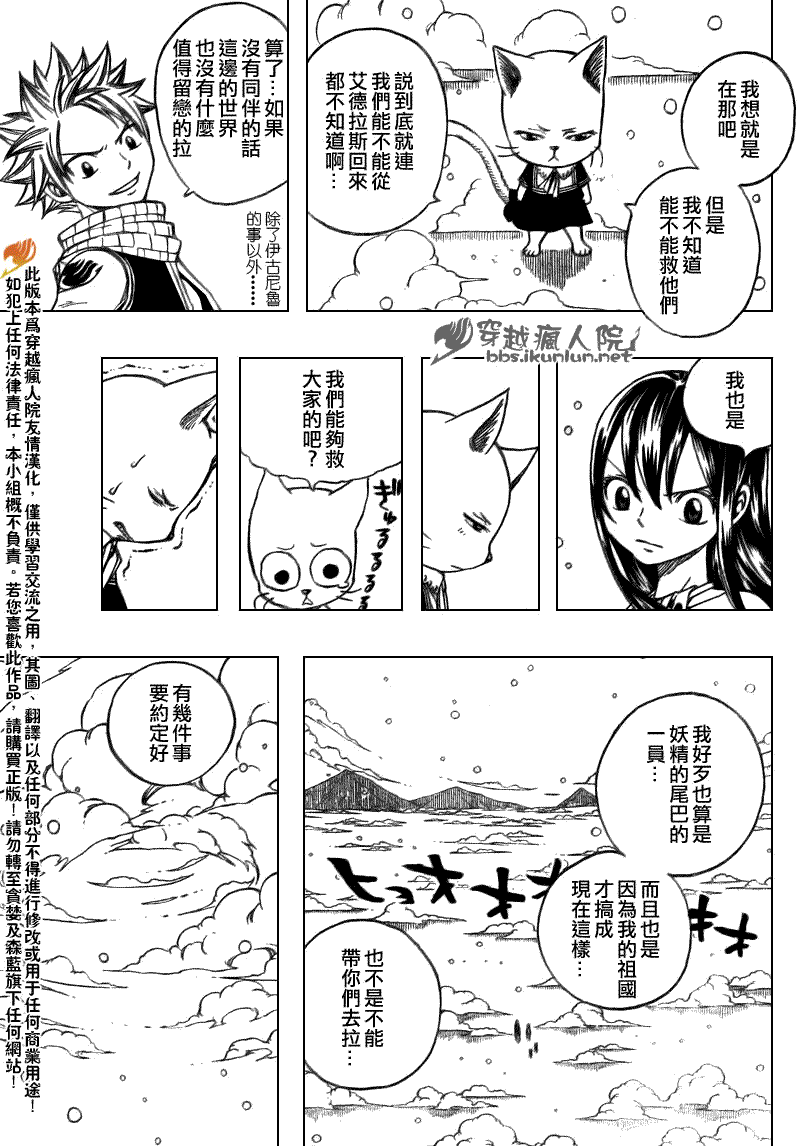 我想就是
在那吧
但是
我不知道
能不能救他們
說到底就連
我們能不能從
艾德拉斯回來
都不知道啊…
算了…如果
沒有同伴的話
這邊的世界
也沒有什麼
值得留戀的拉
除了伊古尼魯
的事以外……
穿越瘋人院
bbs.ikunlun.net
我也是
我們能夠救
大家的吧？
ぎゅるるるる
我好歹也算是
妖精的尾巴的
一員…
而且也是
因為我的祖國
才搞成
現在這樣…
也不是不能
帶你們去拉…
有幾件事
要約定好
此版本爲穿越瘋人院友情漢化，僅供學習交流之用，其圖、翻譯以及任何部分不得進行修改或用于任何商業用途！
如犯上任何法律責任，本小組概不負責。若您喜歡此作品，請購買正版！請勿轉至貪婪及森藍旗下任何網站！